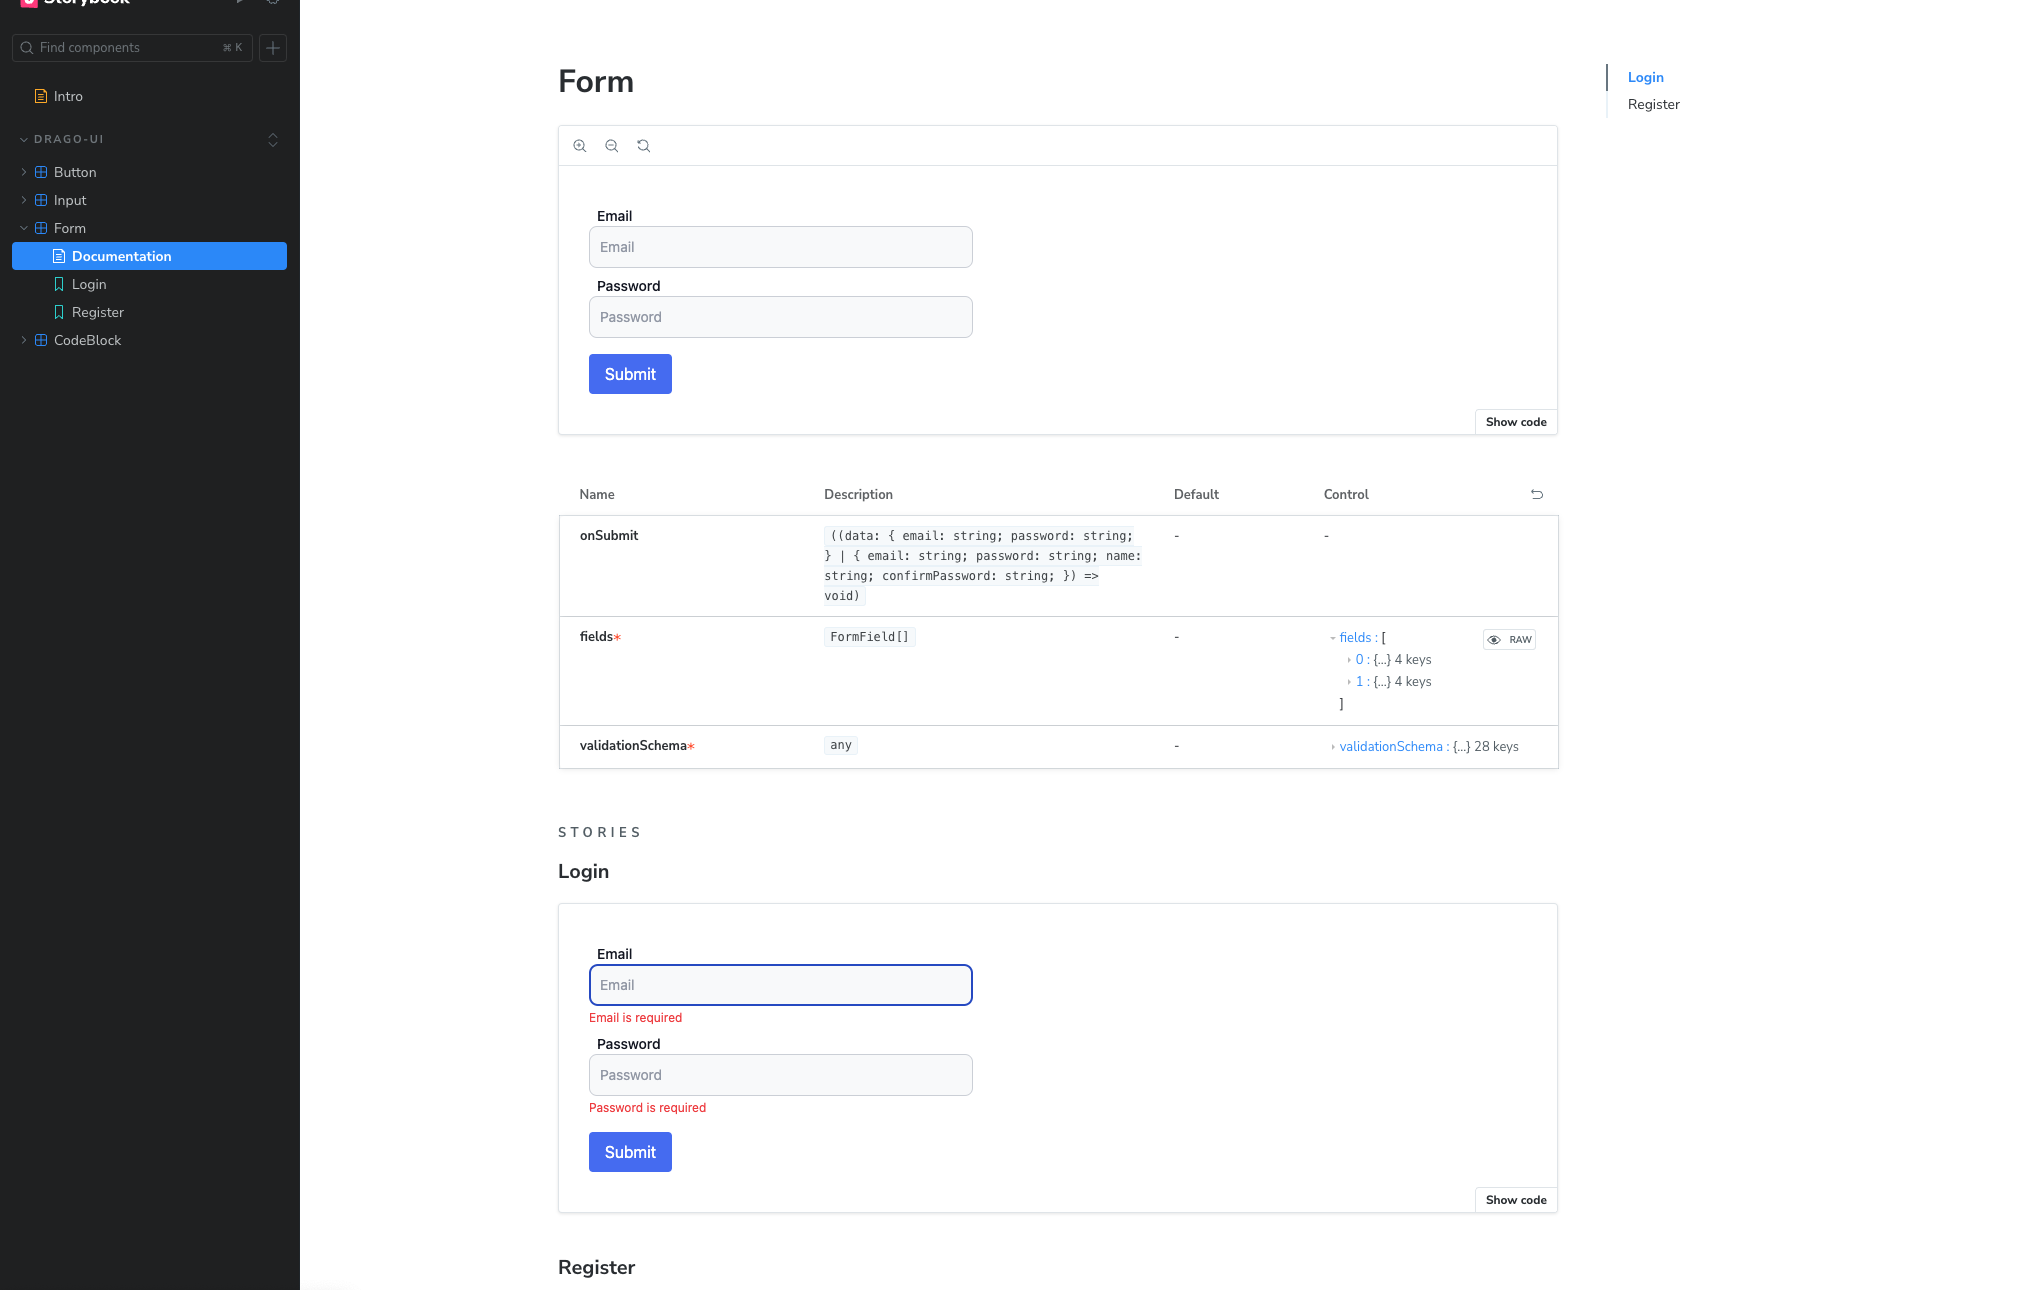 Storybook
Find components
⌘ K
Intro
DRAGO-UI
Button
Input
Form
Documentation
Login
Register
CodeBlock
Form
Email
Email
Password
Password
Submit
Show code
Name Description Default Control
onSubmit ((data: { email: string; password: string; - -
} | { email: string; password: string; name:
string; confirmPassword: string; }) =>
void)
fields* FormField[] - fields : [ RAW
0 : {...} 4 keys
1 : {...} 4 keys
]
validationSchema* any - validationSchema : {...} 28 keys
STORIES
Login
Email
Email
Email is required
Password
Password
Password is required
Submit
Show code
Register
Login
Register